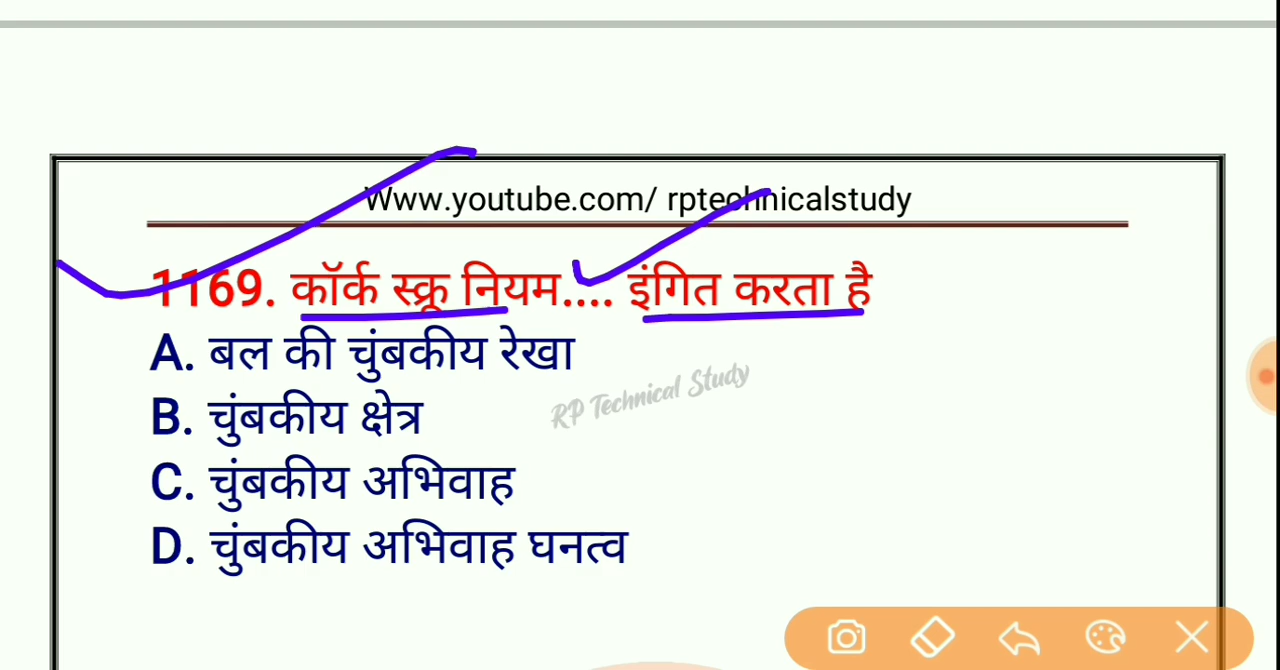 Www.youtube.com/ rptechnicalstudy
1169. कॉर्क स्क्रू नियम.... इंगित करता है
A. बल की चुंबकीय रेखा
RP Technical Study
B. चुंबकीय क्षेत्र
C. चुंबकीय अभिवाह
D. चुंबकीय अभिवाह घनत्व